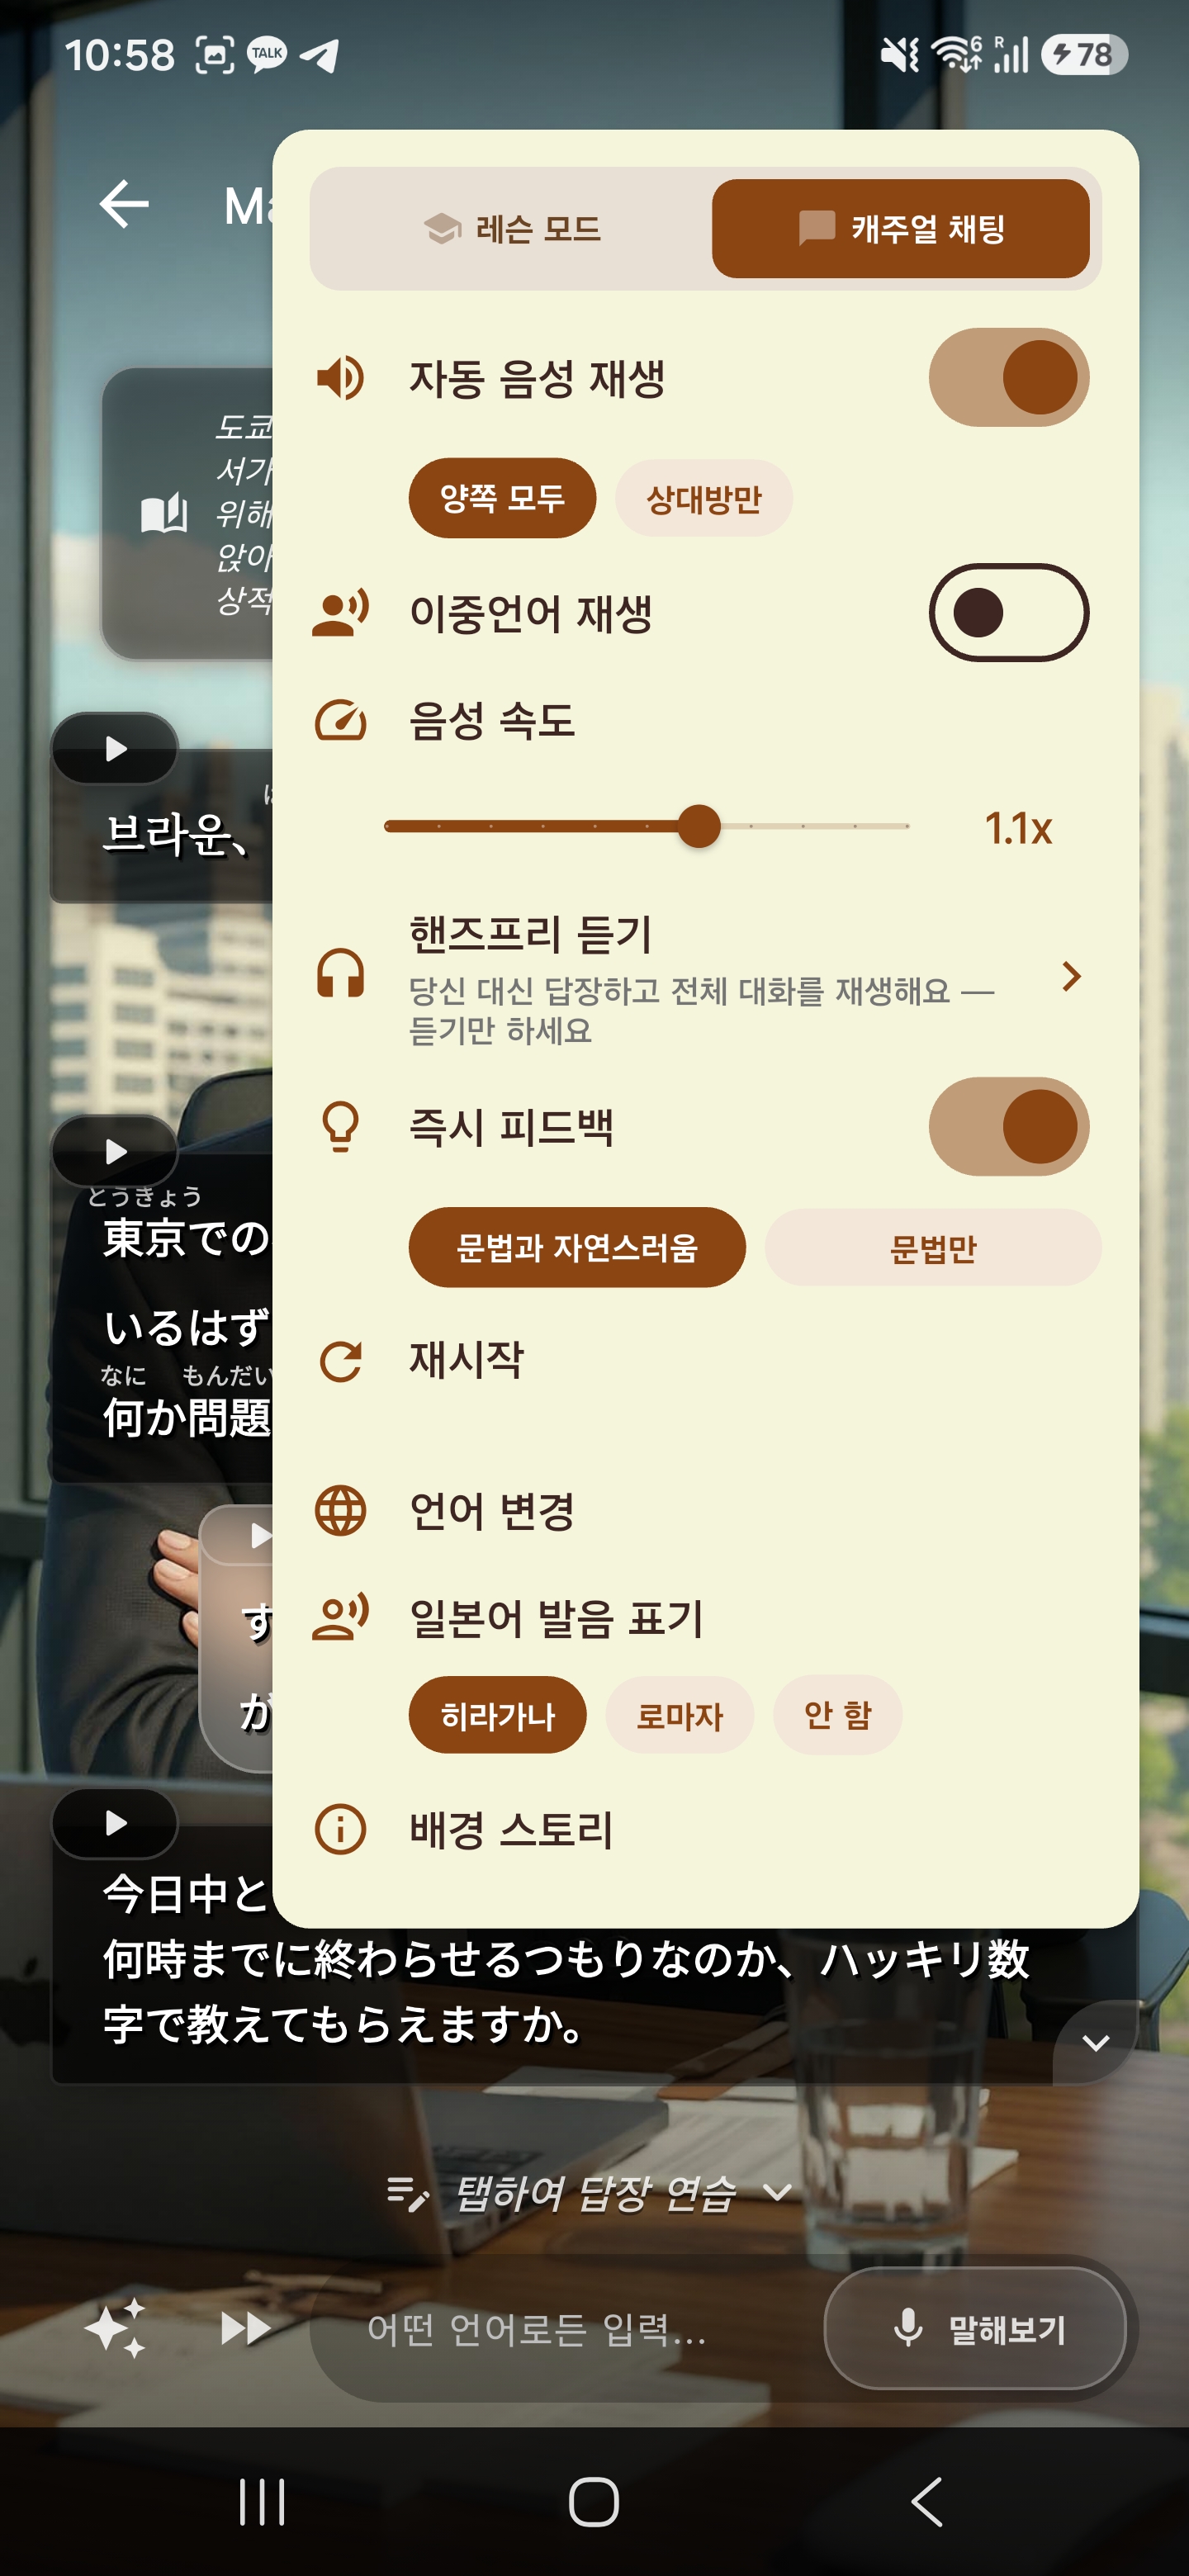 10:58
TALK
6
R
78
레슨 모드
캐주얼 채팅
자동 음성 재생
양쪽 모두
상대방만
이중언어 재생
음성 속도
1.1x
핸즈프리 듣기
당신 대신 답장하고 전체 대화를 재생해요 —
듣기만 하세요
즉시 피드백
문법과 자연스러움
문법만
재시작
언어 변경
일본어 발음 표기
히라가나
로마자
안 함
배경 스토리
도쿄
서가
위해
앉아
상적
브라운、
とうきょう
東京での
いるはず
なに もんだい
何か問題
す
が
今日中と
何時までに終わらせるつもりなのか、ハッキリ数
字で教えてもらえますか。
탭하여 답장 연습
어떤 언어로든 입력...
말해보기